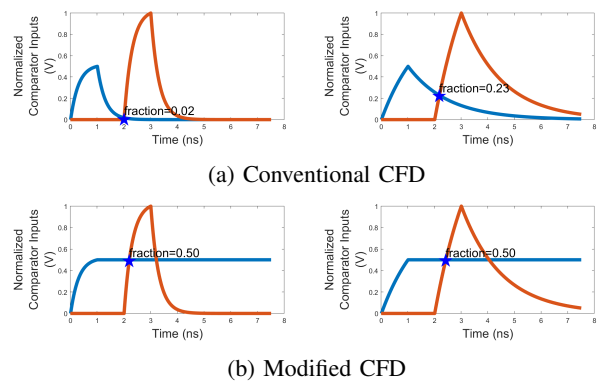 Normalized
Comparator Inputs
(V)
1
0.8
0.6
0.4
0.2
0
fraction=0.02
0 1 2 3 4 5 6 7 8
Time (ns)
Normalized
Comparator Inputs
(V)
1
0.8
0.6
0.4
0.2
0
fraction=0.23
0 1 2 3 4 5 6 7 8
Time (ns)
(a) Conventional CFD
Normalized
Comparator Inputs
(V)
1
0.8
0.6
0.4
0.2
0
fraction=0.50
0 1 2 3 4 5 6 7 8
Time (ns)
Normalized
Comparator Inputs
(V)
1
0.8
0.6
0.4
0.2
0
fraction=0.50
0 1 2 3 4 5 6 7 8
Time (ns)
(b) Modified CFD